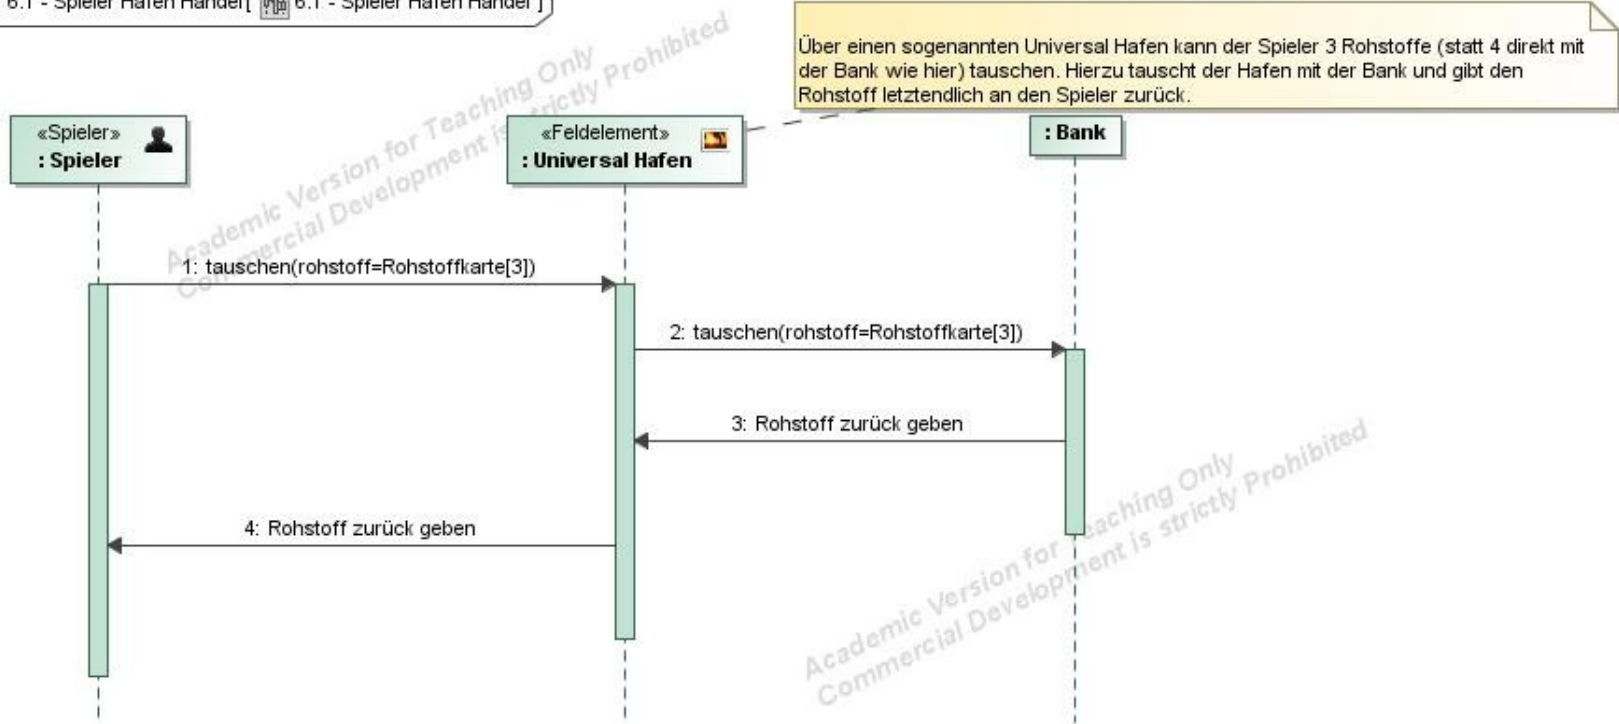 6.1 - Spieler Hafen Handel[ 6.1 - Spieler Hafen Handel ]
Über einen sogenannten Universal Hafen kann der Spieler 3 Rohstoffe (statt 4 direkt mit
der Bank wie hier) tauschen. Hierzu tauscht der Hafen mit der Bank und gibt den
Rohstoff letztendlich an den Spieler zurück.
«Spieler»
: Spieler
«Feldelement»
: Universal Hafen
: Bank
Academic Version for Teaching Only
Commercial Development is strictly Prohibited
1: tauschen(rohstoff=Rohstoffkarte[3])
2: tauschen(rohstoff=Rohstoffkarte[3])
3: Rohstoff zurück geben
4: Rohstoff zurück geben
Academic Version for Teaching Only
Commercial Development is strictly Prohibited